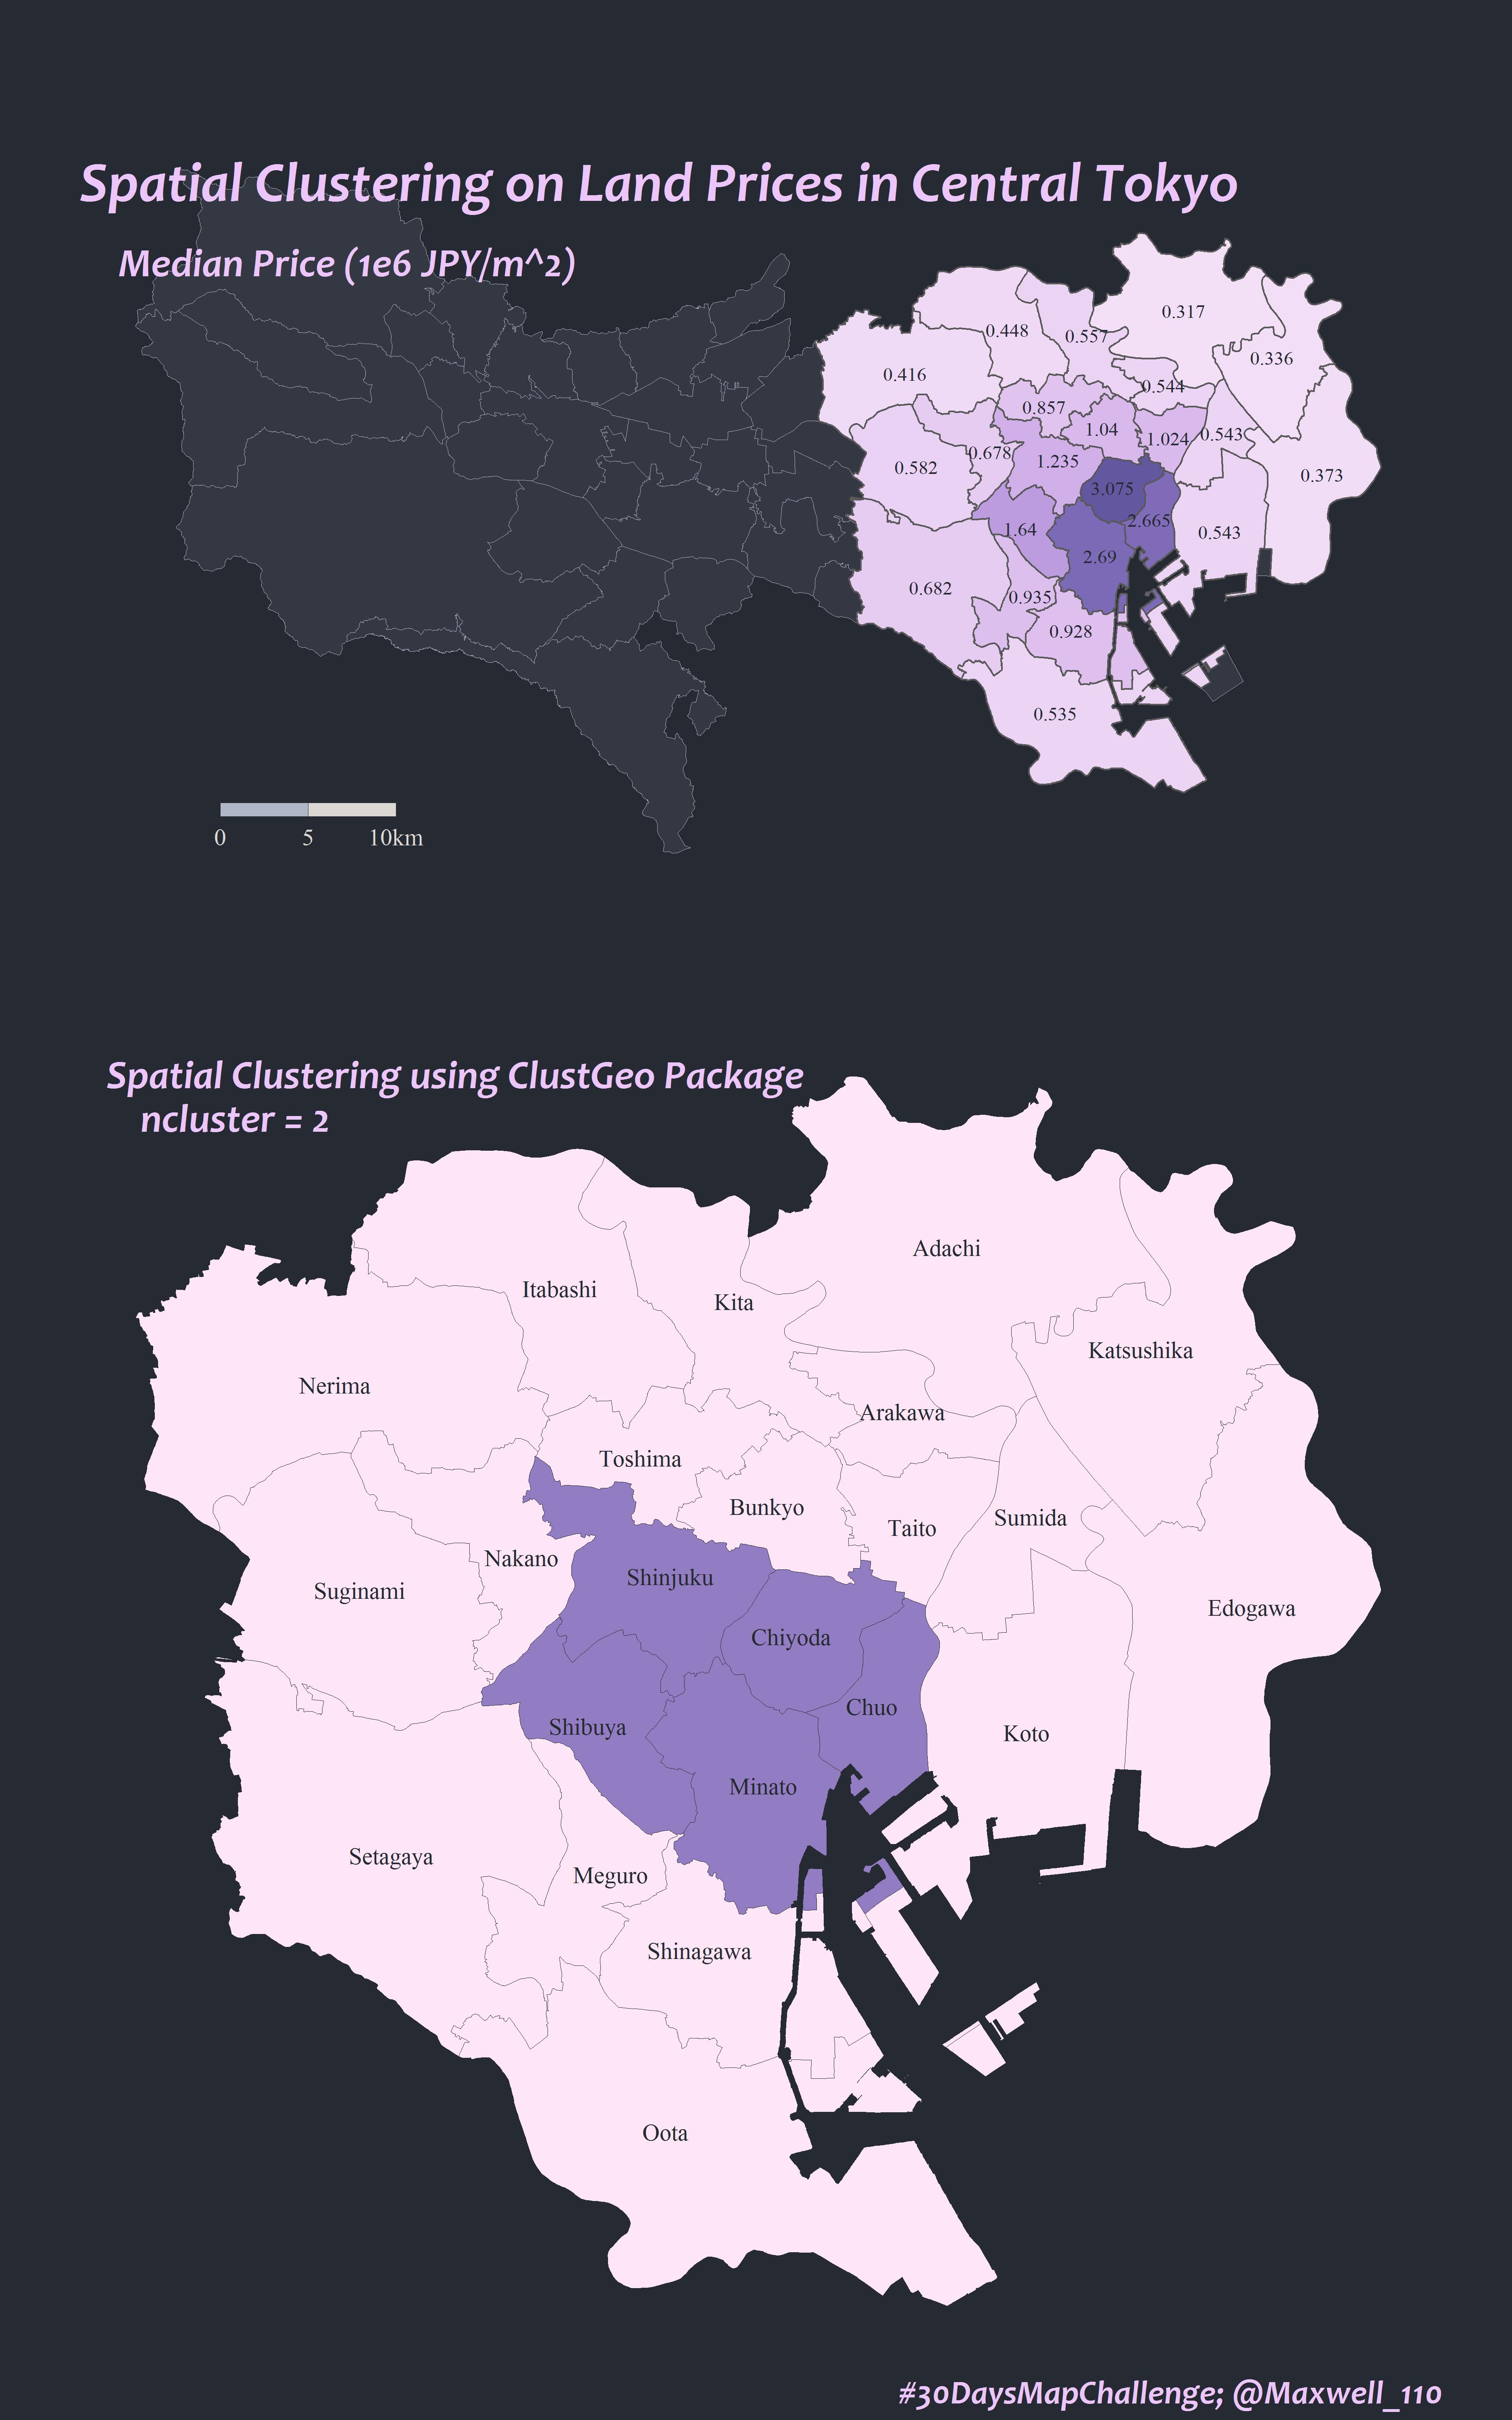 Spatial Clustering on Land Prices in Central Tokyo
Median Price (1e6 JPY/m^2)
0.317
0.448
0.557
0.336
0.416
0.544
0.857
1.04
1.024
0.543
0.678
1.235
0.582
0.373
3.075
2.665
1.64
0.543
2.69
0.682
0.935
0.928
0.535
0 5 10km
Spatial Clustering using ClustGeo Package
ncluster = 2
Adachi
Itabashi
Kita
Katsushika
Nerima
Arakawa
Toshima
Bunkyo
Sumida
Taito
Nakano
Shinjuku
Suginami
Edogawa
Chiyoda
Chuo
Shibuya
Koto
Minato
Setagaya
Meguro
Shinagawa
Oota
#30DaysMapChallenge; @Maxwell_110